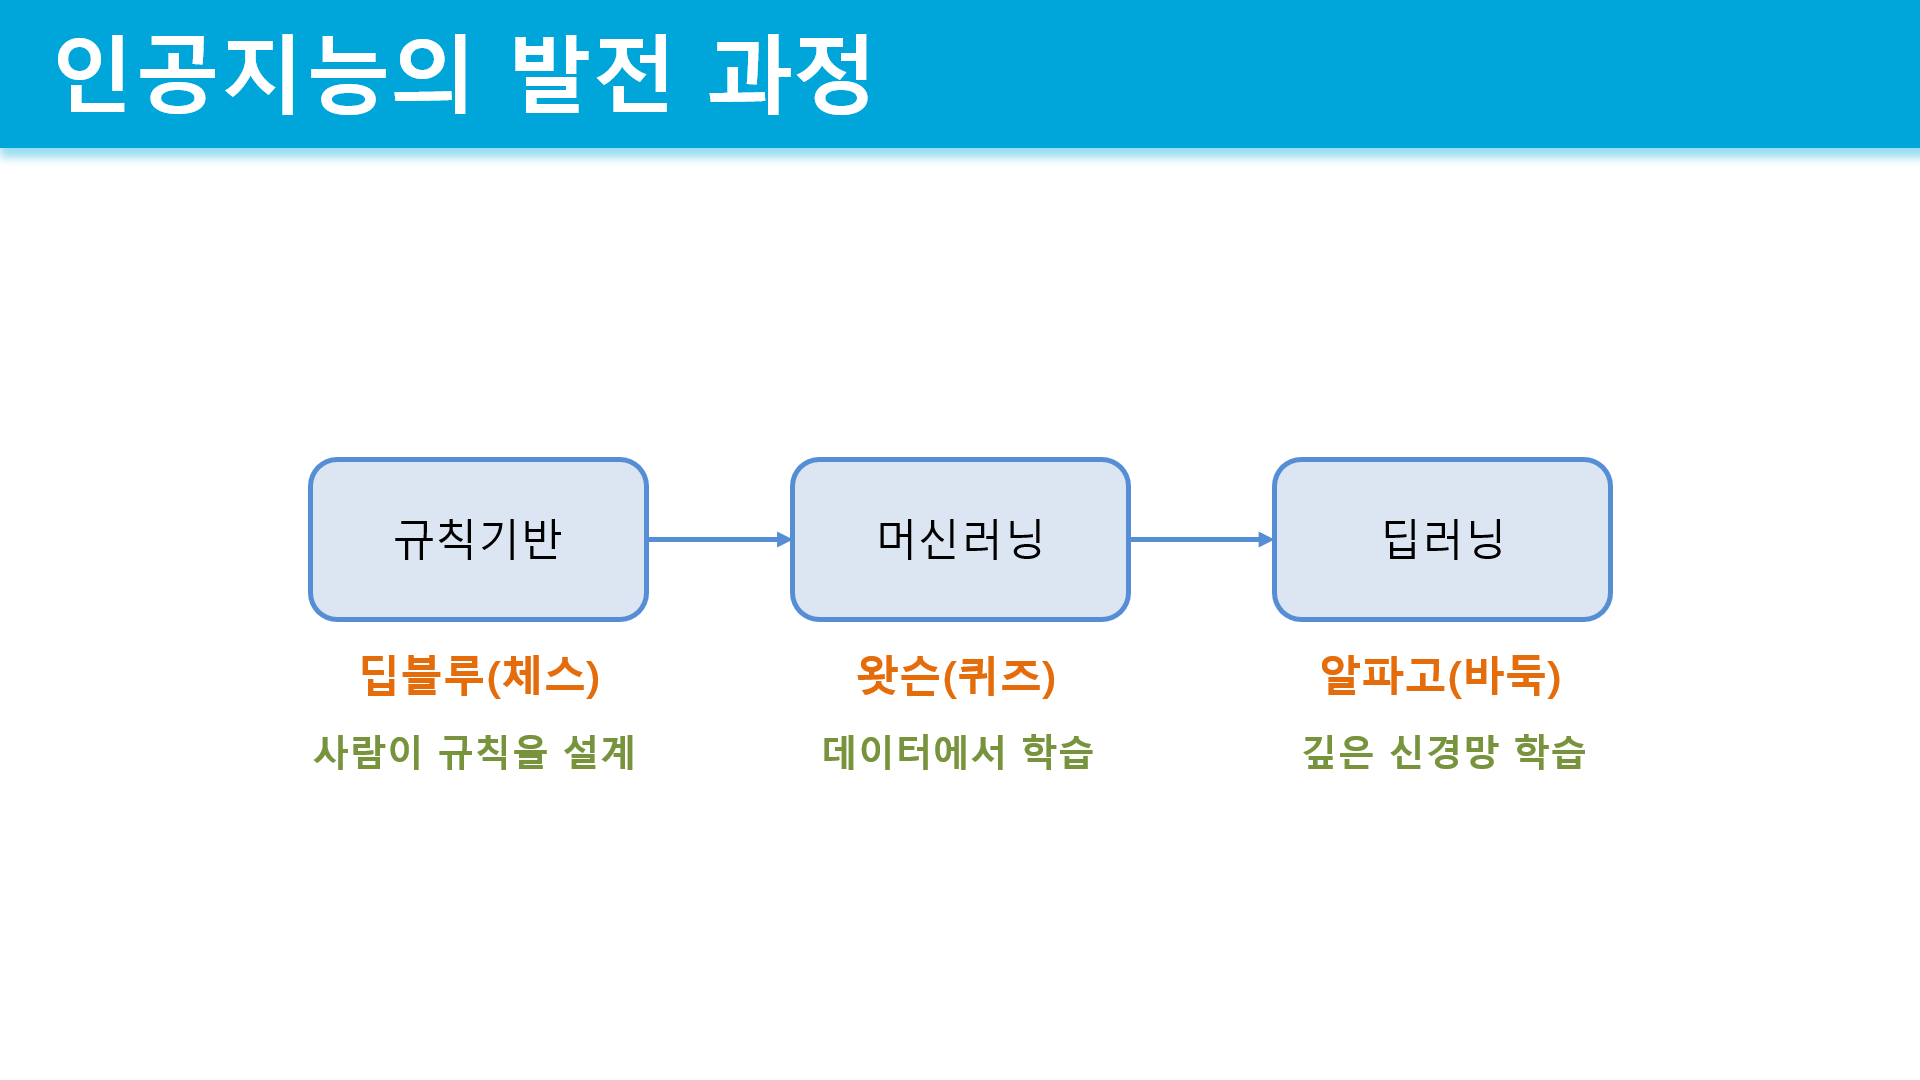 인공지능의 발전 과정
규칙기반
머신러닝
딥러닝
딥블루(체스)
왓슨(퀴즈)
알파고(바둑)
사람이 규칙율 설계
데이터에서 학습
깊은 신경망 학습